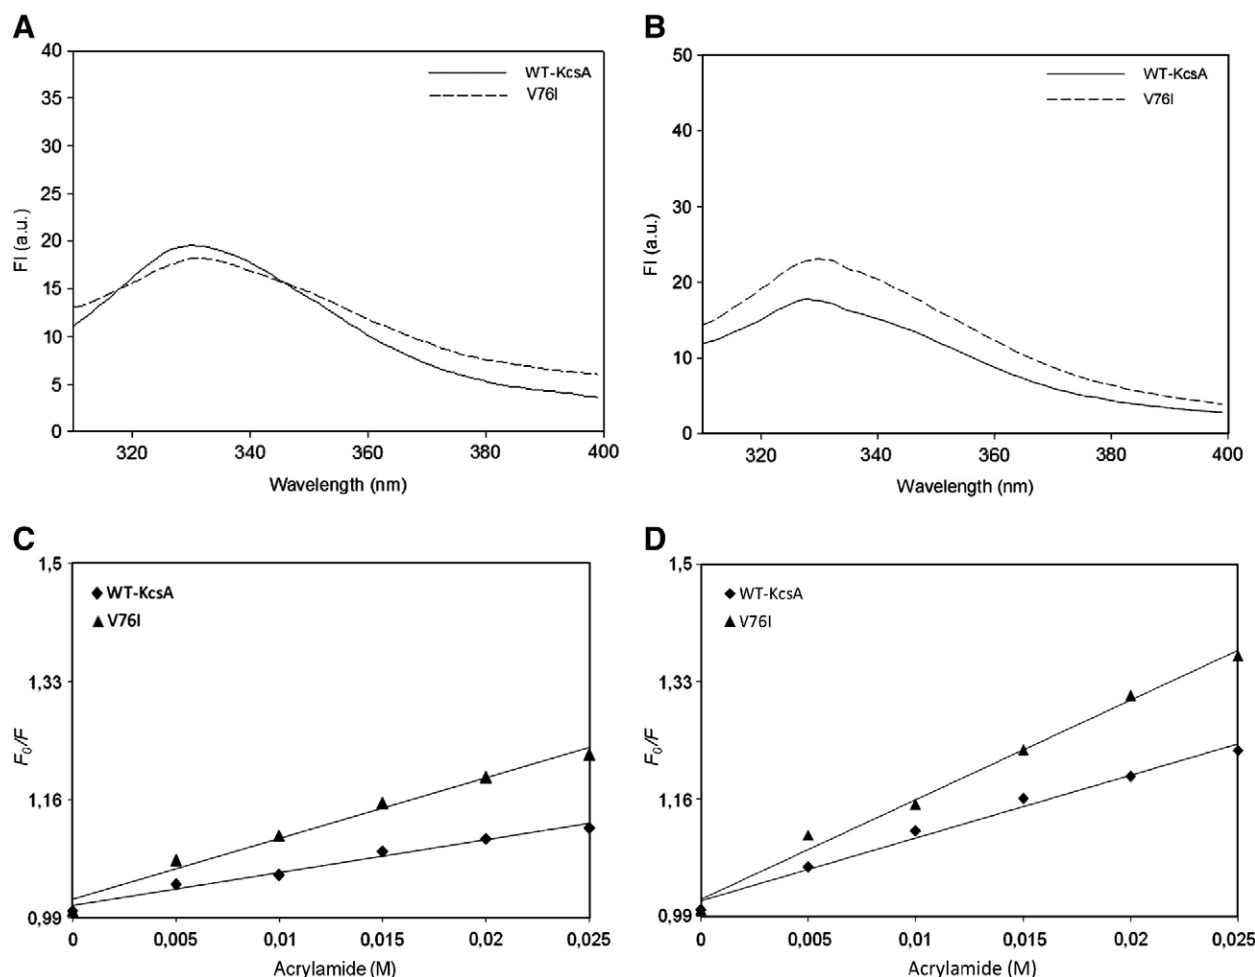 A
40
35
30
25
20
15
10
5
0
FI (a.u.)
WT-KcsA
V76I
320
340
360
380
400
Wavelength (nm)
B
50
40
30
20
10
0
FI (a.u.)
WT-KcsA
V76I
320
340
360
380
400
Wavelength (nm)
C
1,5
1,33
1,16
0,99
F0/F
WT-KcsA
V76I
0
0,005
0,01
0,015
0,02
0,025
Acrylamide (M)
D
1,5
1,33
1,16
0,99
F0/F
WT-KcsA
V76I
0
0,005
0,01
0,015
0,02
0,025
Acrylamide (M)